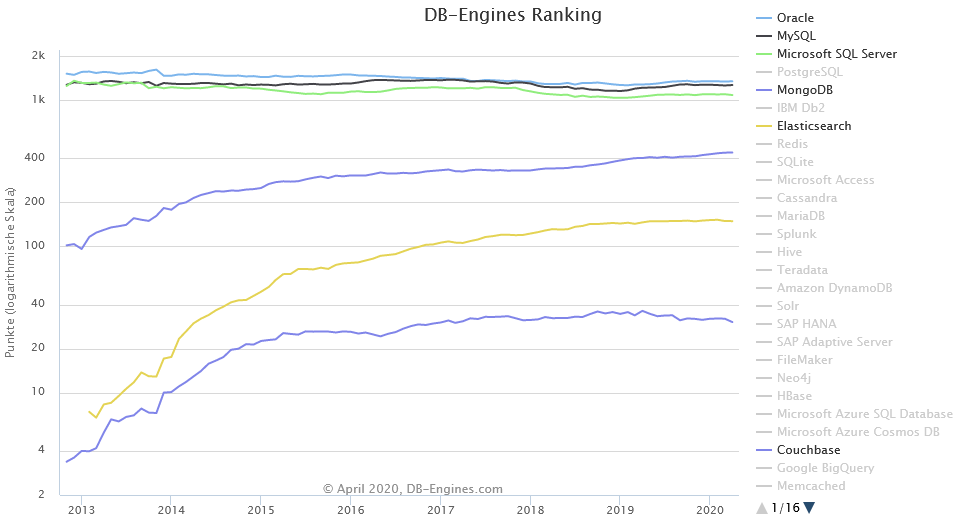 DB-Engines Ranking
Punkte (logarithmische Skala)
2k
1k
400
200
100
40
20
10
4
2
2013
2014
2015
2016
2017
2018
2019
2020
© April 2020, DB-Engines.com
Oracle
MySQL
Microsoft SQL Server
PostgreSQL
MongoDB
IBM Db2
Elasticsearch
Redis
SQLite
Microsoft Access
Cassandra
MariaDB
Splunk
Hive
Teradata
Amazon DynamoDB
Solr
SAP HANA
SAP Adaptive Server
FileMaker
Neo4j
HBase
Microsoft Azure SQL Database
Microsoft Azure Cosmos DB
Couchbase
Google BigQuery
Memcached
1/16